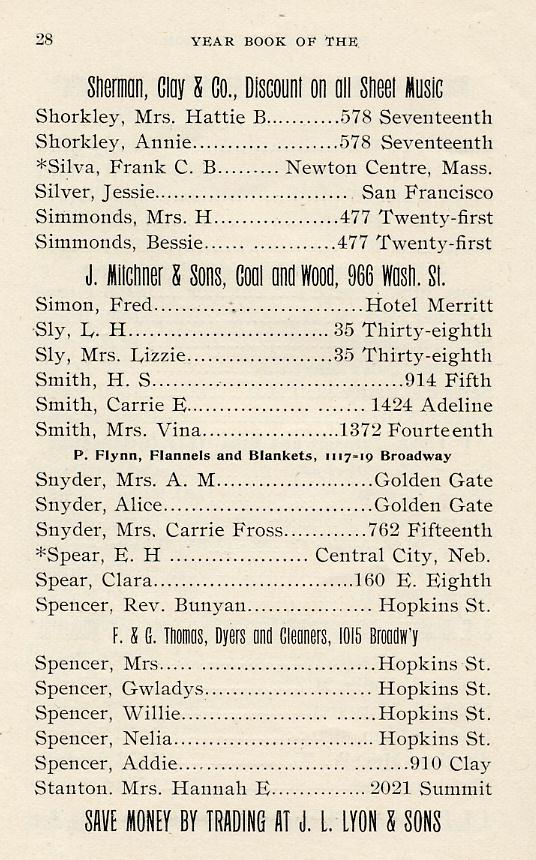 28 YEAR BOOK OF THE
Sherman, Clay & Co., Discount on all Sheet Music
Shorkley, Mrs. Hattie B...........578 Seventeenth
Shorkley, Annie........... .........578 Seventeenth
*Silva, Frank C. B......... Newton Centre, Mass.
Silver, Jessie............................ San Francisco
Simmonds, Mrs. H..................477 Twenty-first
Simmonds, Bessie...... ............477 Twenty-first
J. Milchner & Sons, Coal and Wood, 966 Wash. St.
Simon, Fred...............................Hotel Merritt
Sly, L. H............................. 35 Thirty-eighth
Sly, Mrs. Lizzie.....................35 Thirty-eighth
Smith, H. S.....................................914 Fifth
Smith, Carrie E.................... ....... 1424 Adeline
Smith, Mrs. Vina....................1372 Fourteenth
P. Flynn, Flannels and Blankets, 1117-19 Broadway
Snyder, Mrs. A. M.......................Golden Gate
Snyder, Alice..............................Golden Gate
Snyder, Mrs. Carrie Fross............762 Fifteenth
*Spear, E. H .................... Central City, Neb.
Spear, Clara.............................160 E. Eighth
Spencer, Rev. Bunyan.................. Hopkins St.
F. & G. Thomas, Dyers and Cleaners, 1015 Broadw'y
Spencer, Mrs..... .........................Hopkins St.
Spencer, Gwladys........................ Hopkins St.
Spencer, Willie..................... ......Hopkins St.
Spencer, Nelia............................. Hopkins St.
Spencer, Addie......................... ........910 Clay
Stanton. Mrs. Hannah E.............. 2021 Summit
SAVE MONEY BY TRADING AT J. L. LYON & SONS